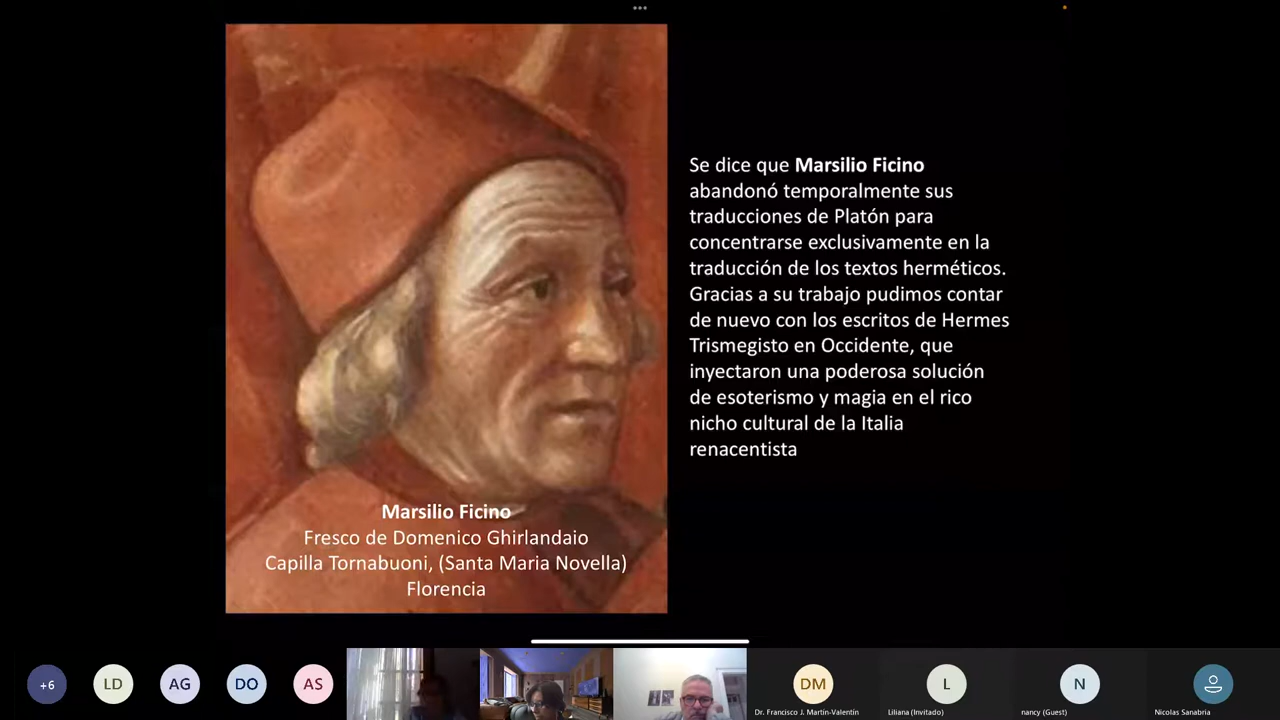 Se dice que Marsilio Ficino
abandonó temporalmente sus
traducciones de Platón para
concentrarse exclusivamente en la
traducción de los textos herméticos.
Gracias a su trabajo pudimos contar
de nuevo con los escritos de Hermes
Trismegisto en Occidente, que
inyectaron una poderosa solución
de esoterismo y magia en el rico
nicho cultural de la Italia
renacentista
Marsilio Ficino
Fresco de Domenico Ghirlandaio
Capilla Tornabuoni, (Santa Maria Novella)
Florencia
+6
LD
AG
DO
AS
DM
L
N
Dr. Francisco J. Martín-Valentín
Liliana (Invitado)
nancy (Guest)
Nicolas Sanabria